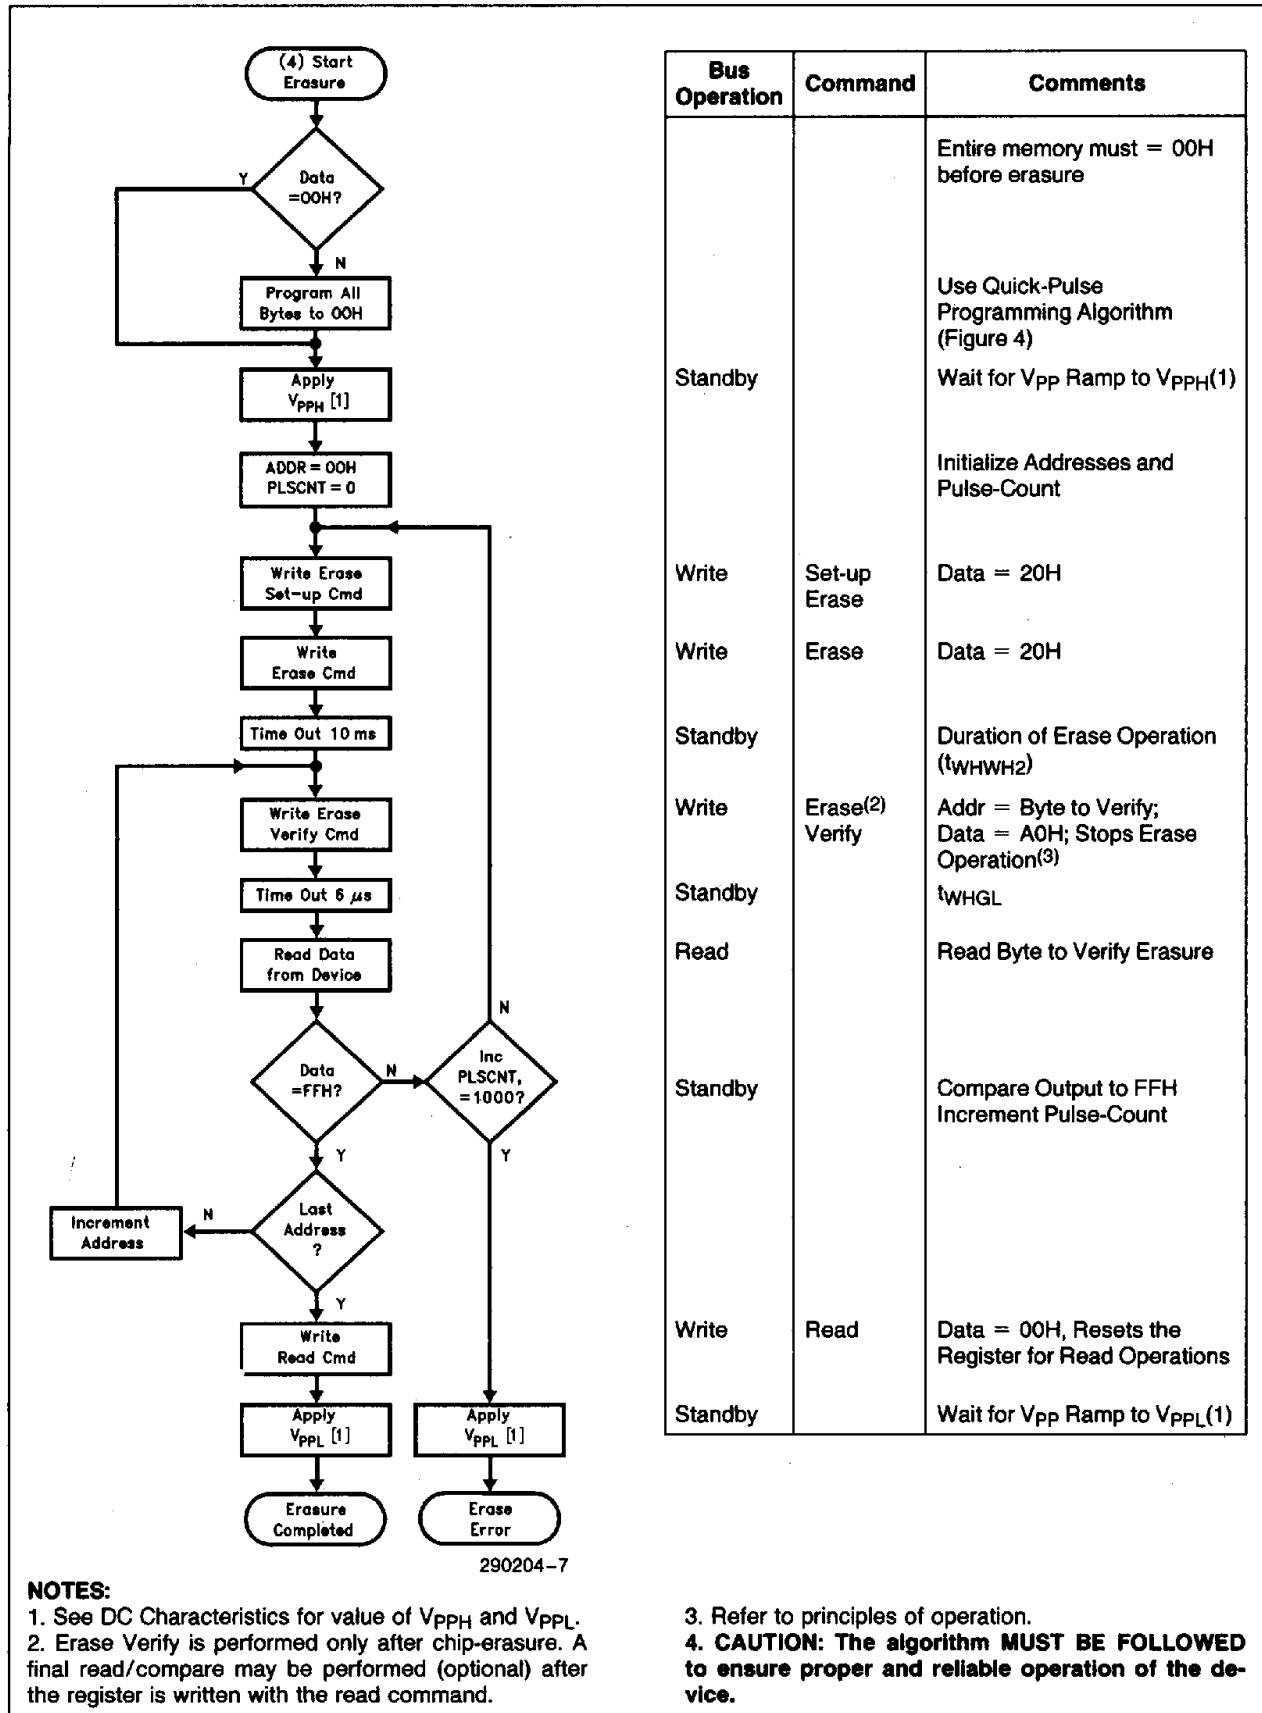 (4) Start
Erasure
Data
=00H?
Y
N
Program All
Bytes to 00H
Apply
VPPH [1]
ADDR = 00H
PLSCNT = 0
Write Erase
Set-up Cmd
Write
Erase Cmd
Time Out 10 ms
Write Erase
Verify Cmd
Time Out 6 μs
Read Data
from Device
Data
=FFH?
N
Y
Inc
PLSCNT,
=1000?
N
Y
Last
Address
?
N
Y
Increment
Address
Write
Read Cmd
Apply
VPPL [1]
Apply
VPPL [1]
Erasure
Completed
Erase
Error
290204-7
Bus
Operation
Command
Comments
Entire memory must = 00H
before erasure
Use Quick-Pulse
Programming Algorithm
(Figure 4)
Standby
Wait for VPP Ramp to VPPH(1)
Initialize Addresses and
Pulse-Count
Write
Set-up
Erase
Data = 20H
Write
Erase
Data = 20H
Standby
Duration of Erase Operation
(tWHWH2)
Write
Erase(2)
Verify
Addr = Byte to Verify;
Data = A0H; Stops Erase
Operation(3)
Standby
tWHGL
Read
Read Byte to Verify Erasure
Standby
Compare Output to FFH
Increment Pulse-Count
Write
Read
Data = 00H, Resets the
Register for Read Operations
Standby
Wait for VPP Ramp to VPPL(1)
NOTES:
1. See DC Characteristics for value of VPPH and VPPL.
2. Erase Verify is performed only after chip-erasure. A
final read/compare may be performed (optional) after
the register is written with the read command.
3. Refer to principles of operation.
4. CAUTION: The algorithm MUST BE FOLLOWED
to ensure proper and reliable operation of the de-
vice.